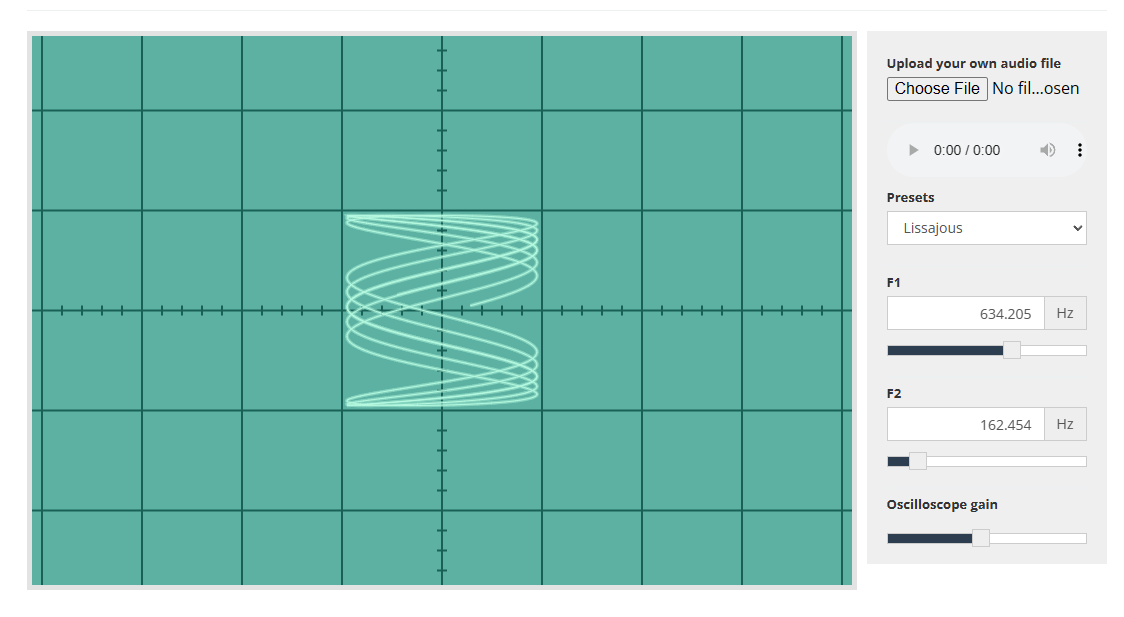 Upload your own audio file
Choose File No fil...osen
0:00 / 0:00
Presets
Lissajous
F1
634.205 Hz
F2
162.454 Hz
Oscilloscope gain